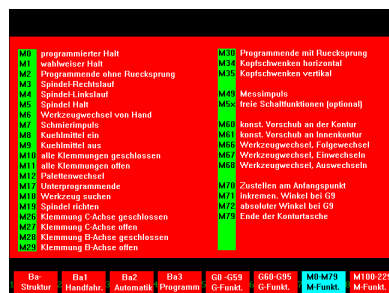 M0 programmierter Halt
M1 wahlweiser Halt
M2 Programmende ohne Ruecksprung
M3 Spindel-Rechtslauf
M4 Spindel-Linkslauf
M5 Spindel Halt
M6 Werkzeugwechsel von Hand
M7 Schmierimpuls
M8 Kuehlmittel ein
M9 Kuehlmittel aus
M10 alle Klemmungen geschlossen
M11 alle Klemmungen offen
M12 Palettenwechsel
M17 Unterprogrammende
M18 Werkzeug suchen
M19 Spindel richten
M26 Klemmung C-Achse geschlossen
M27 Klemmung C-Achse offen
M28 Klemmung B-Achse geschlossen
M29 Klemmung B-Achse offen
M30 Programmende mit Ruecksprung
M34 Kopfschwenken horizontal
M35 Kopfschwenken vertikal
M49 Messimpuls
M5x freie Schaltfunktionen (optional)
M60 konst. Vorschub an der Kontur
M61 konst. Vorschub an Innenkontur
M66 Werkzeugwechsel, Folgewechsel
M67 Werkzeugwechsel, Einwechseln
M68 Werkzeugwechsel, Auswechseln
M70 Zustellen am Anfangspunkt
M71 inkremen. Winkel bei G9
M72 absoluter Winkel bei G9
M79 Ende der Konturtasche
Ba- Ba1 Ba2 Ba3 G0 -G59 G60-G95 M0-M79 M100-225
Struktur Handfahr. Automatik Programm G-Funkt. G-Funkt. M-Funkt. M-Funkt.